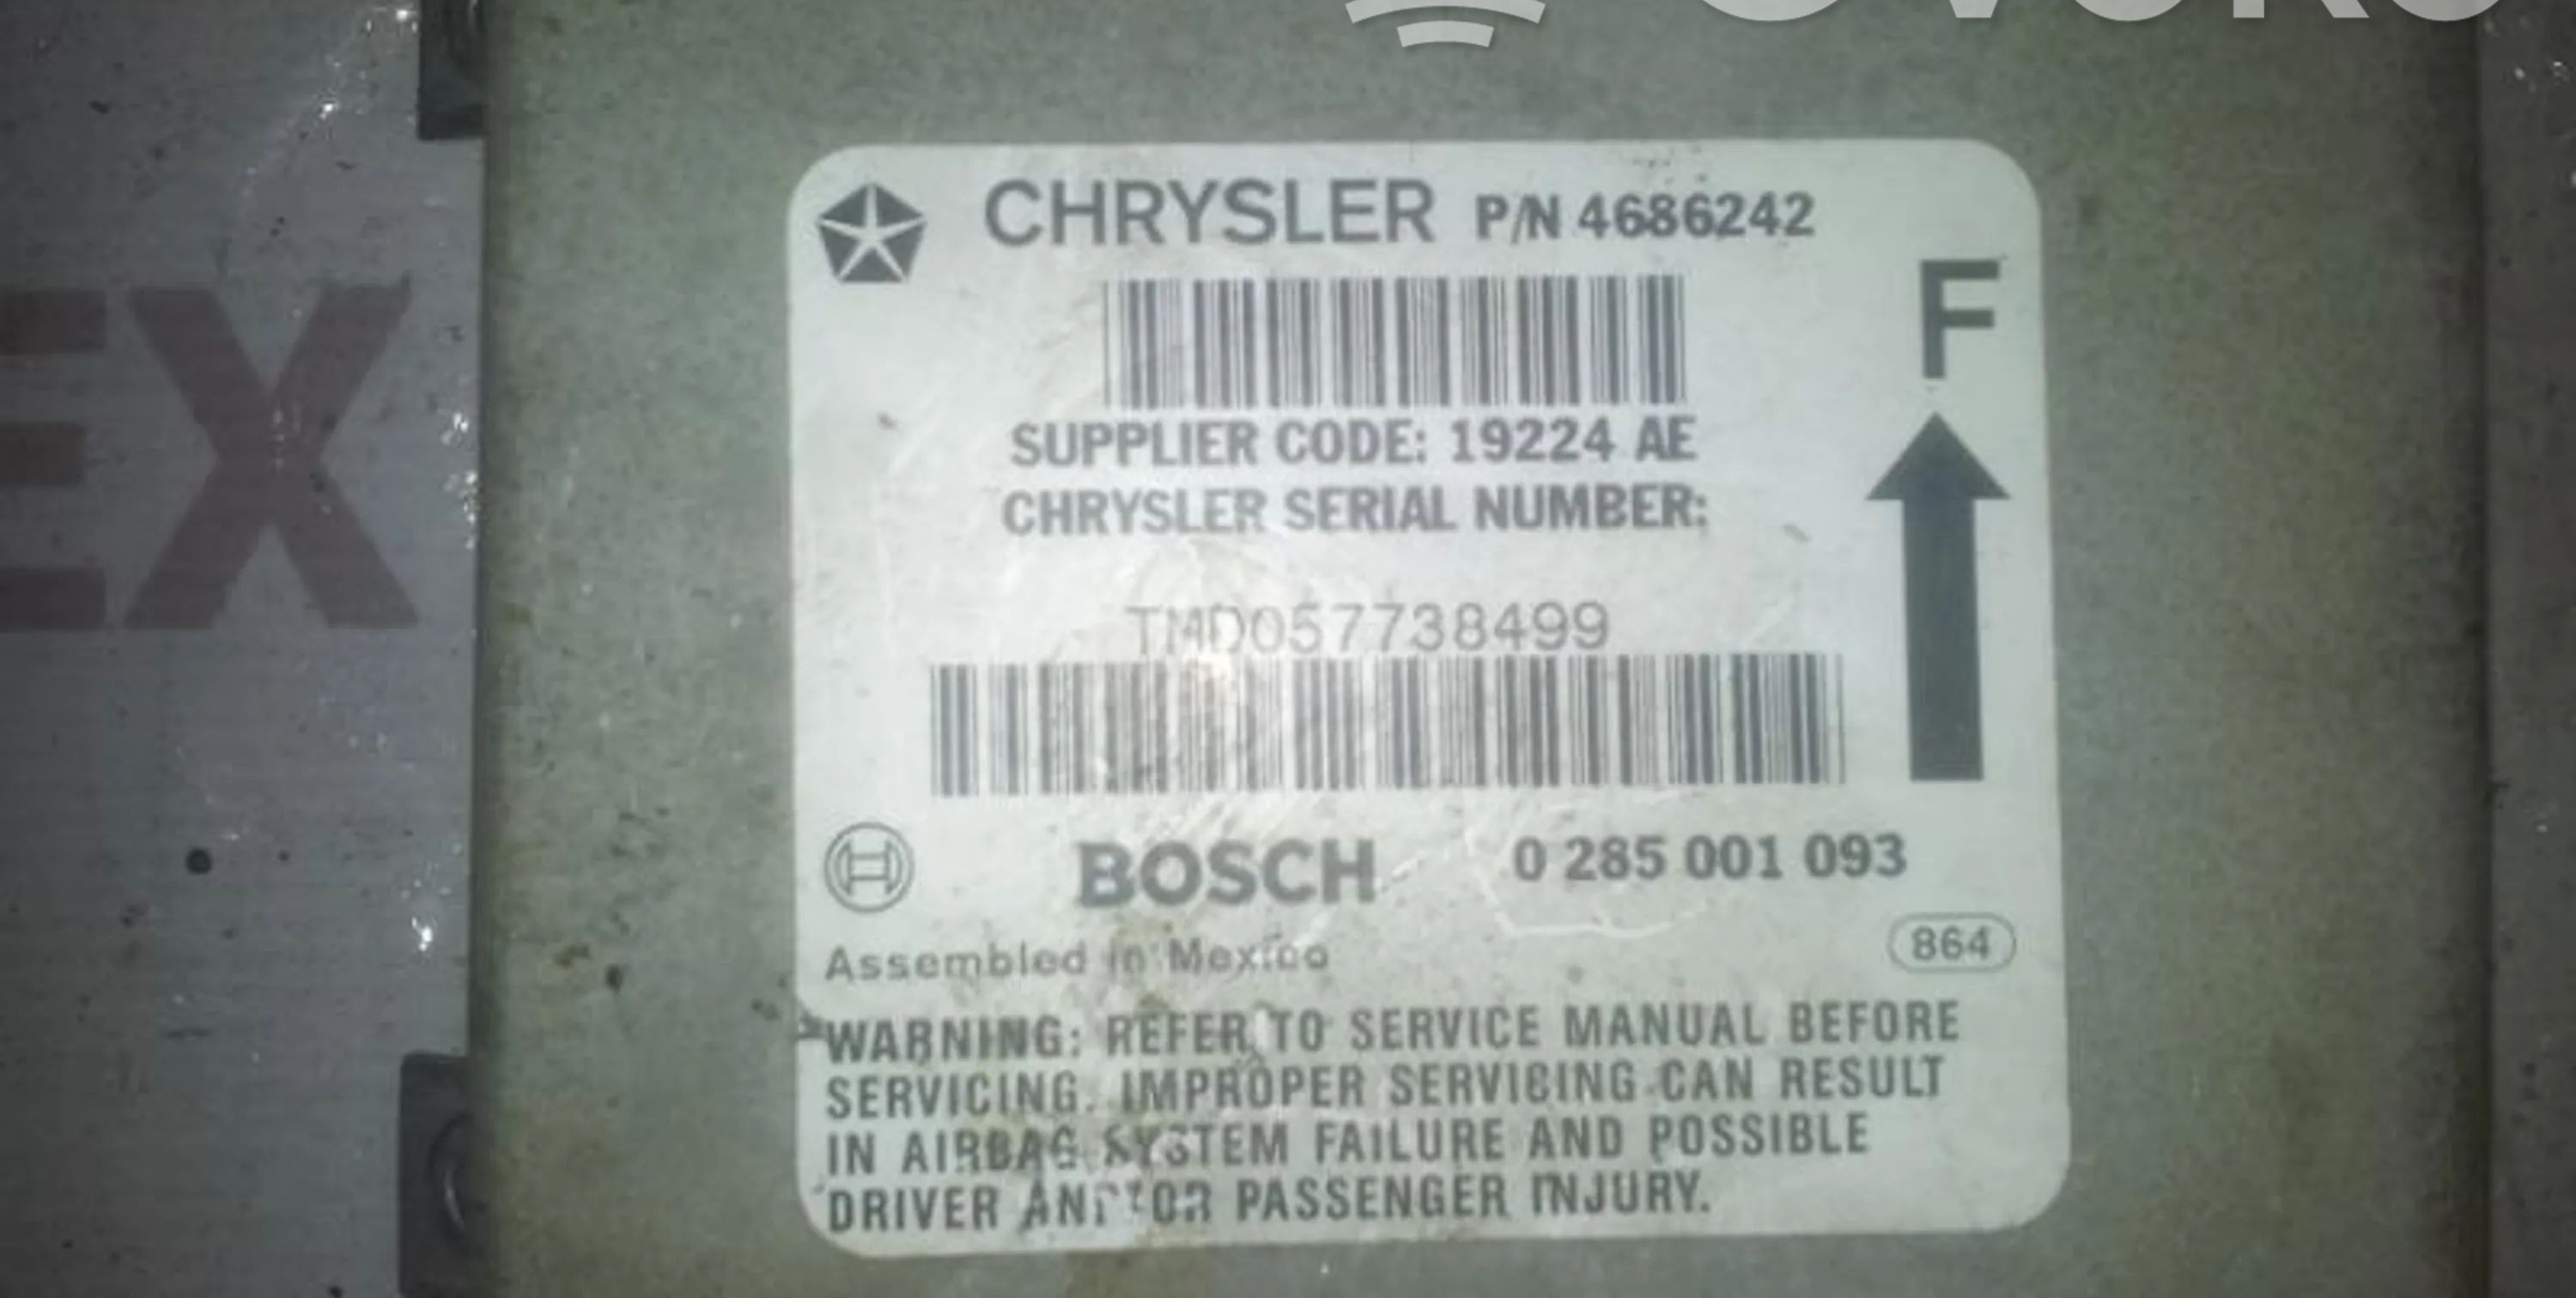 CHRYSLER P/N 4686242
F
SUPPLIER CODE: 19224 AE
CHRYSLER SERIAL NUMBER:
TMD057738499
BOSCH 0 285 001 093
Assembled in Mexico
864
WARNING: REFER TO SERVICE MANUAL BEFORE
SERVICING. IMPROPER SERVICING CAN RESULT
IN AIRBAG SYSTEM FAILURE AND POSSIBLE
DRIVER AND/OR PASSENGER INJURY.
EX